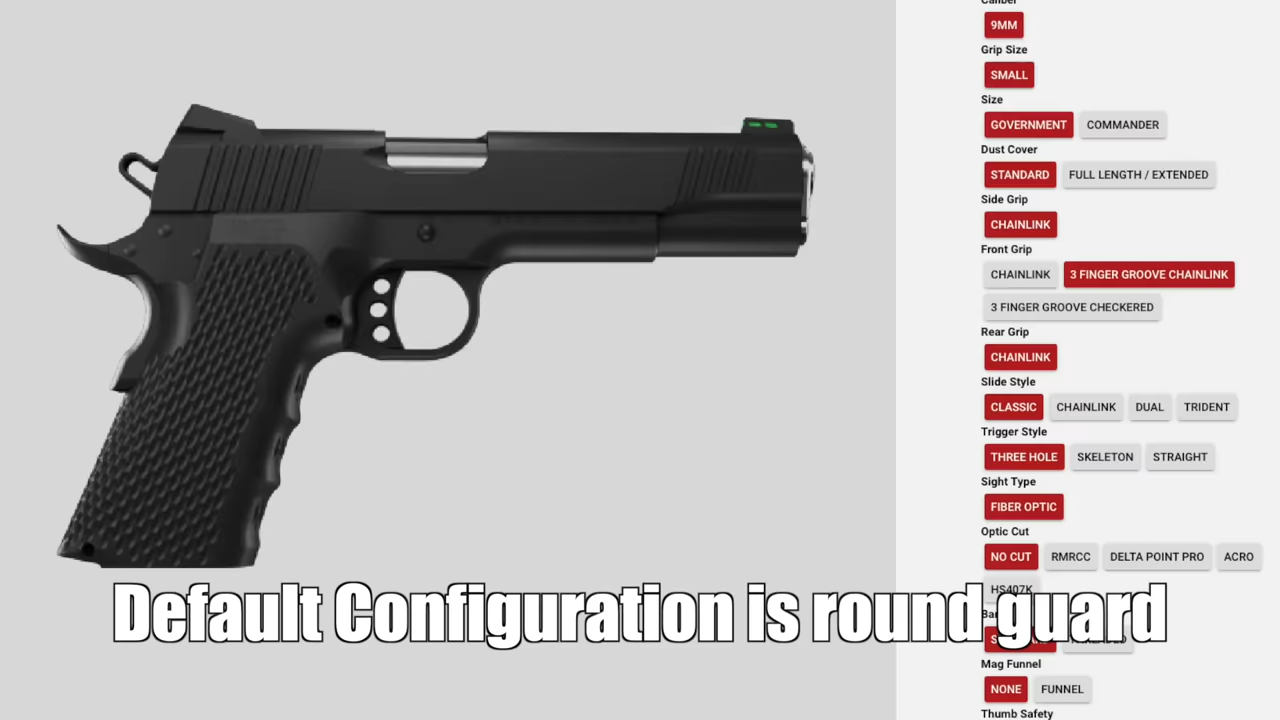 Caliber
9MM
Grip Size
SMALL
Size
GOVERNMENT COMMANDER
Dust Cover
STANDARD FULL LENGTH / EXTENDED
Side Grip
CHAINLINK
Front Grip
CHAINLINK 3 FINGER GROOVE CHAINLINK
3 FINGER GROOVE CHECKERED
Rear Grip
CHAINLINK
Slide Style
CLASSIC CHAINLINK DUAL TRIDENT
Trigger Style
THREE HOLE SKELETON STRAIGHT
Sight Type
FIBER OPTIC
Optic Cut
NO CUT RMRCC DELTA POINT PRO ACRO
HS407K
Default Configuration is round guard
Mag Funnel
NONE FUNNEL
Thumb Safety